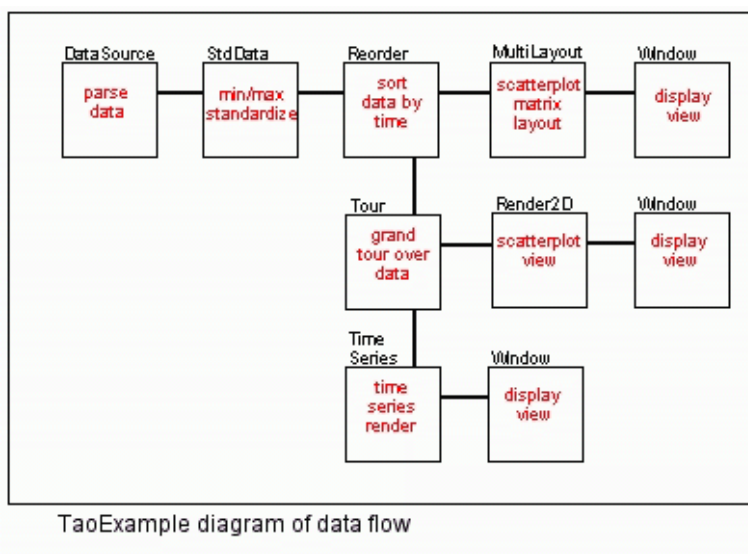 DataSource
StdData
Reorder
MultiLayout
Window
parse
data
min/max
standardize
sort
data by
time
scatterplot
matrix
layout
display
view
Tour
Render2D
Window
grand
tour over
data
scatterplot
view
display
view
Time
Series
Window
time
series
render
display
view
TaoExample diagram of data flow